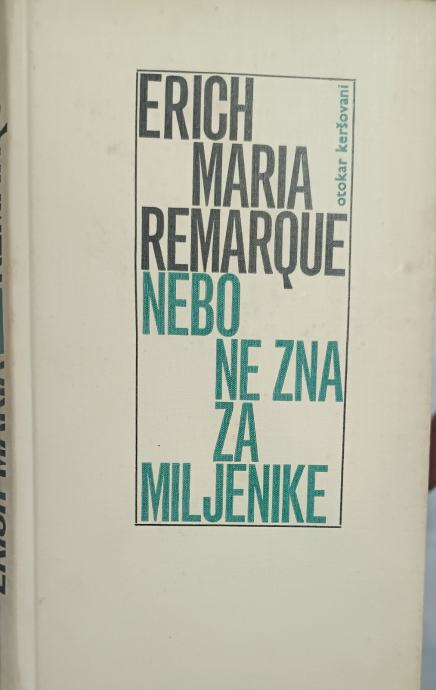 ERICH
MARIA
REMARQUE
NEBO
NE ZNA
ZA
MILJENIKE
otokar keršovani